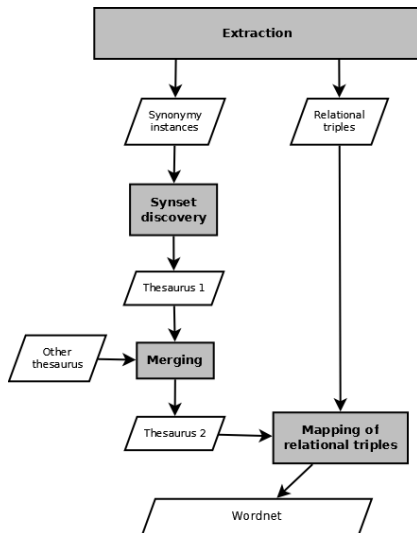 Extraction
Synonymy
instances
Relational
triples
Synset
discovery
Thesaurus 1
Other
thesaurus
Merging
Thesaurus 2
Mapping of
relational triples
Wordnet